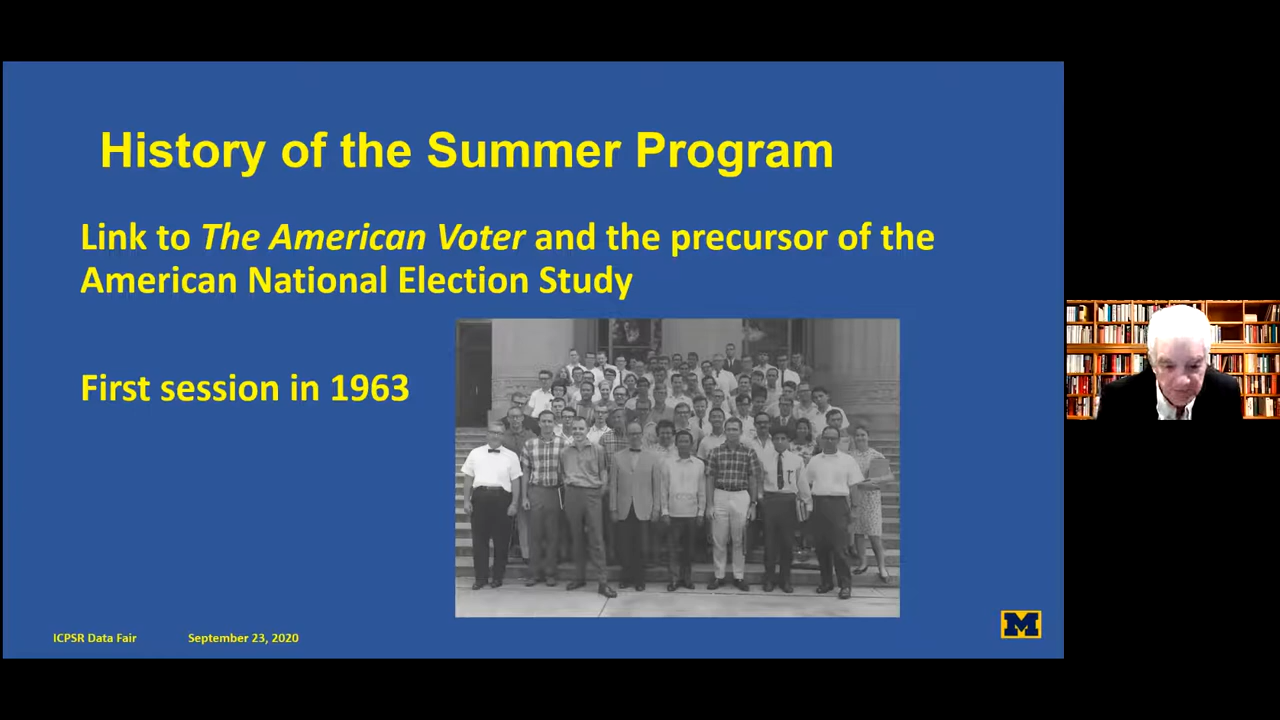 History of the Summer Program
Link to The American Voter and the precursor of the
American National Election Study
First session in 1963
ICPSR Data Fair September 23, 2020
M